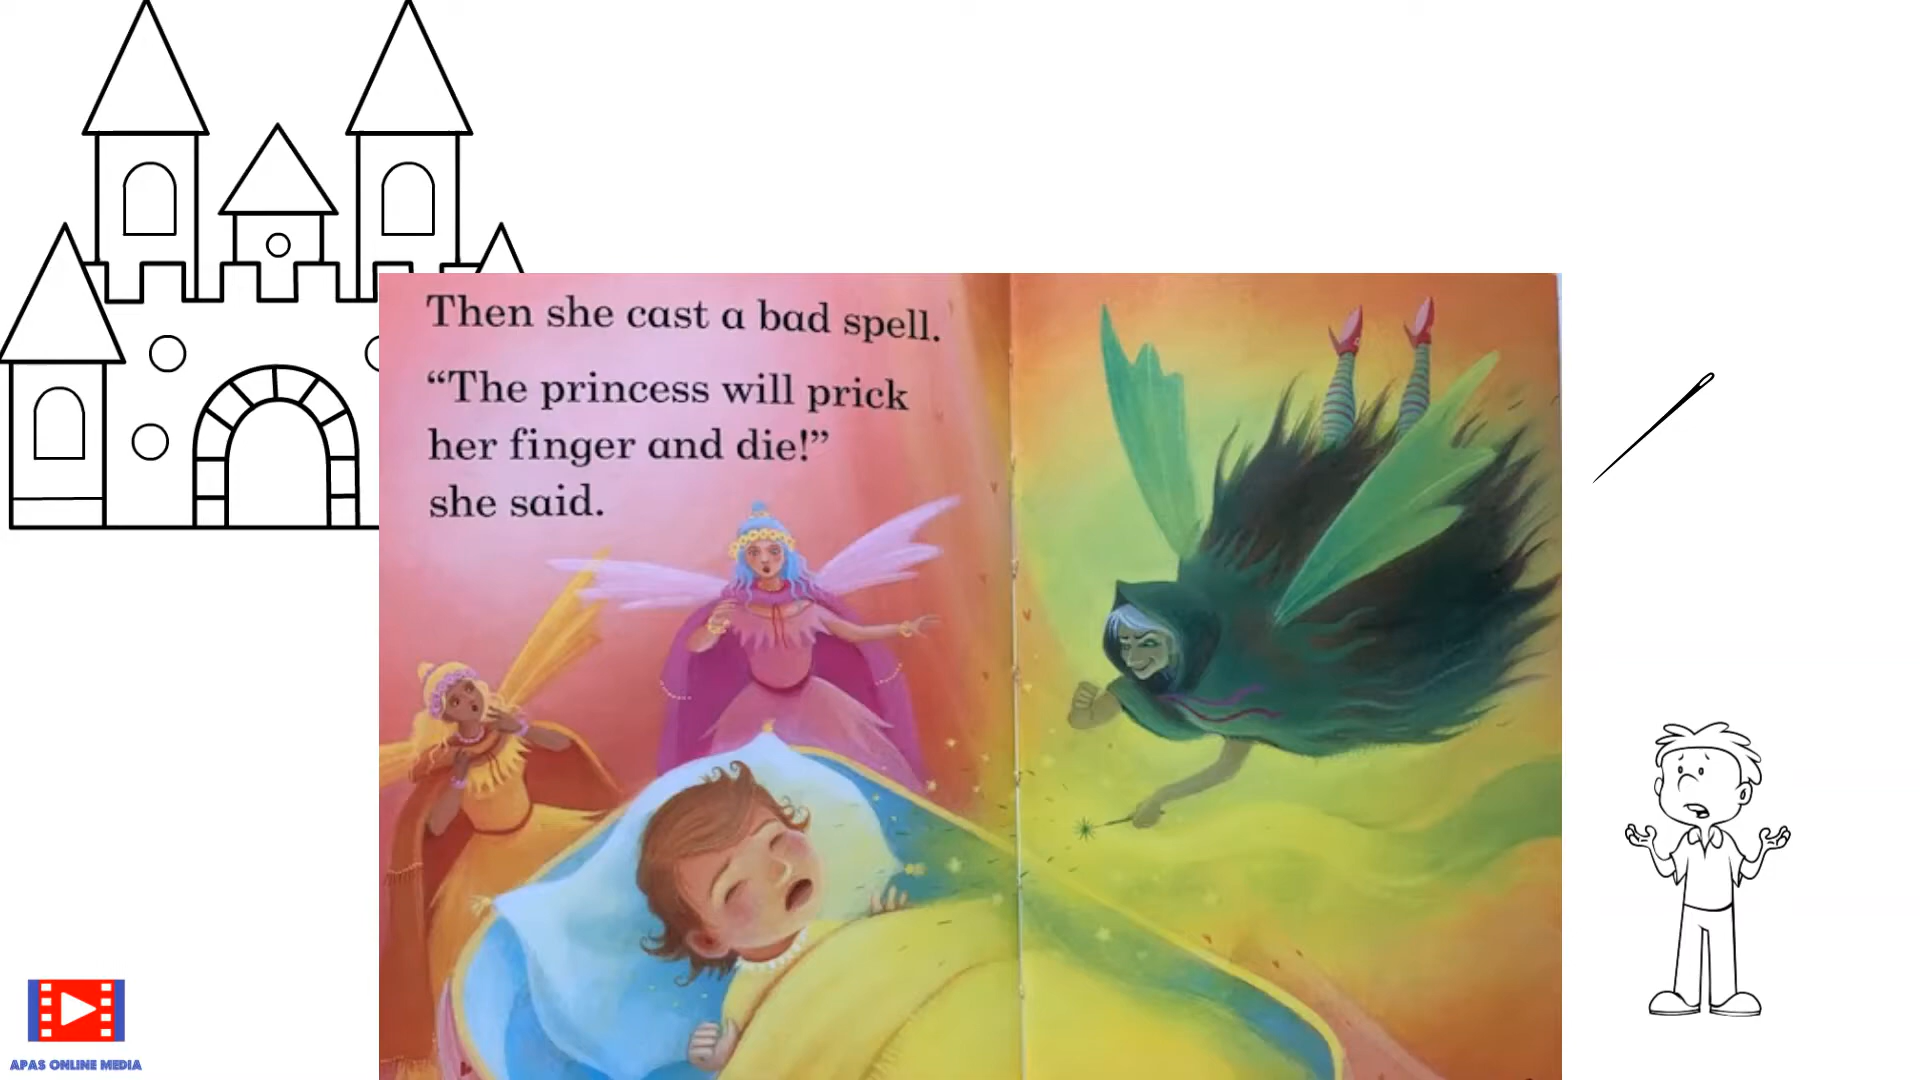 Then she cast a bad spell.
“The princess will prick
her finger and die!”
she said.
APAS ONLINE MEDIA